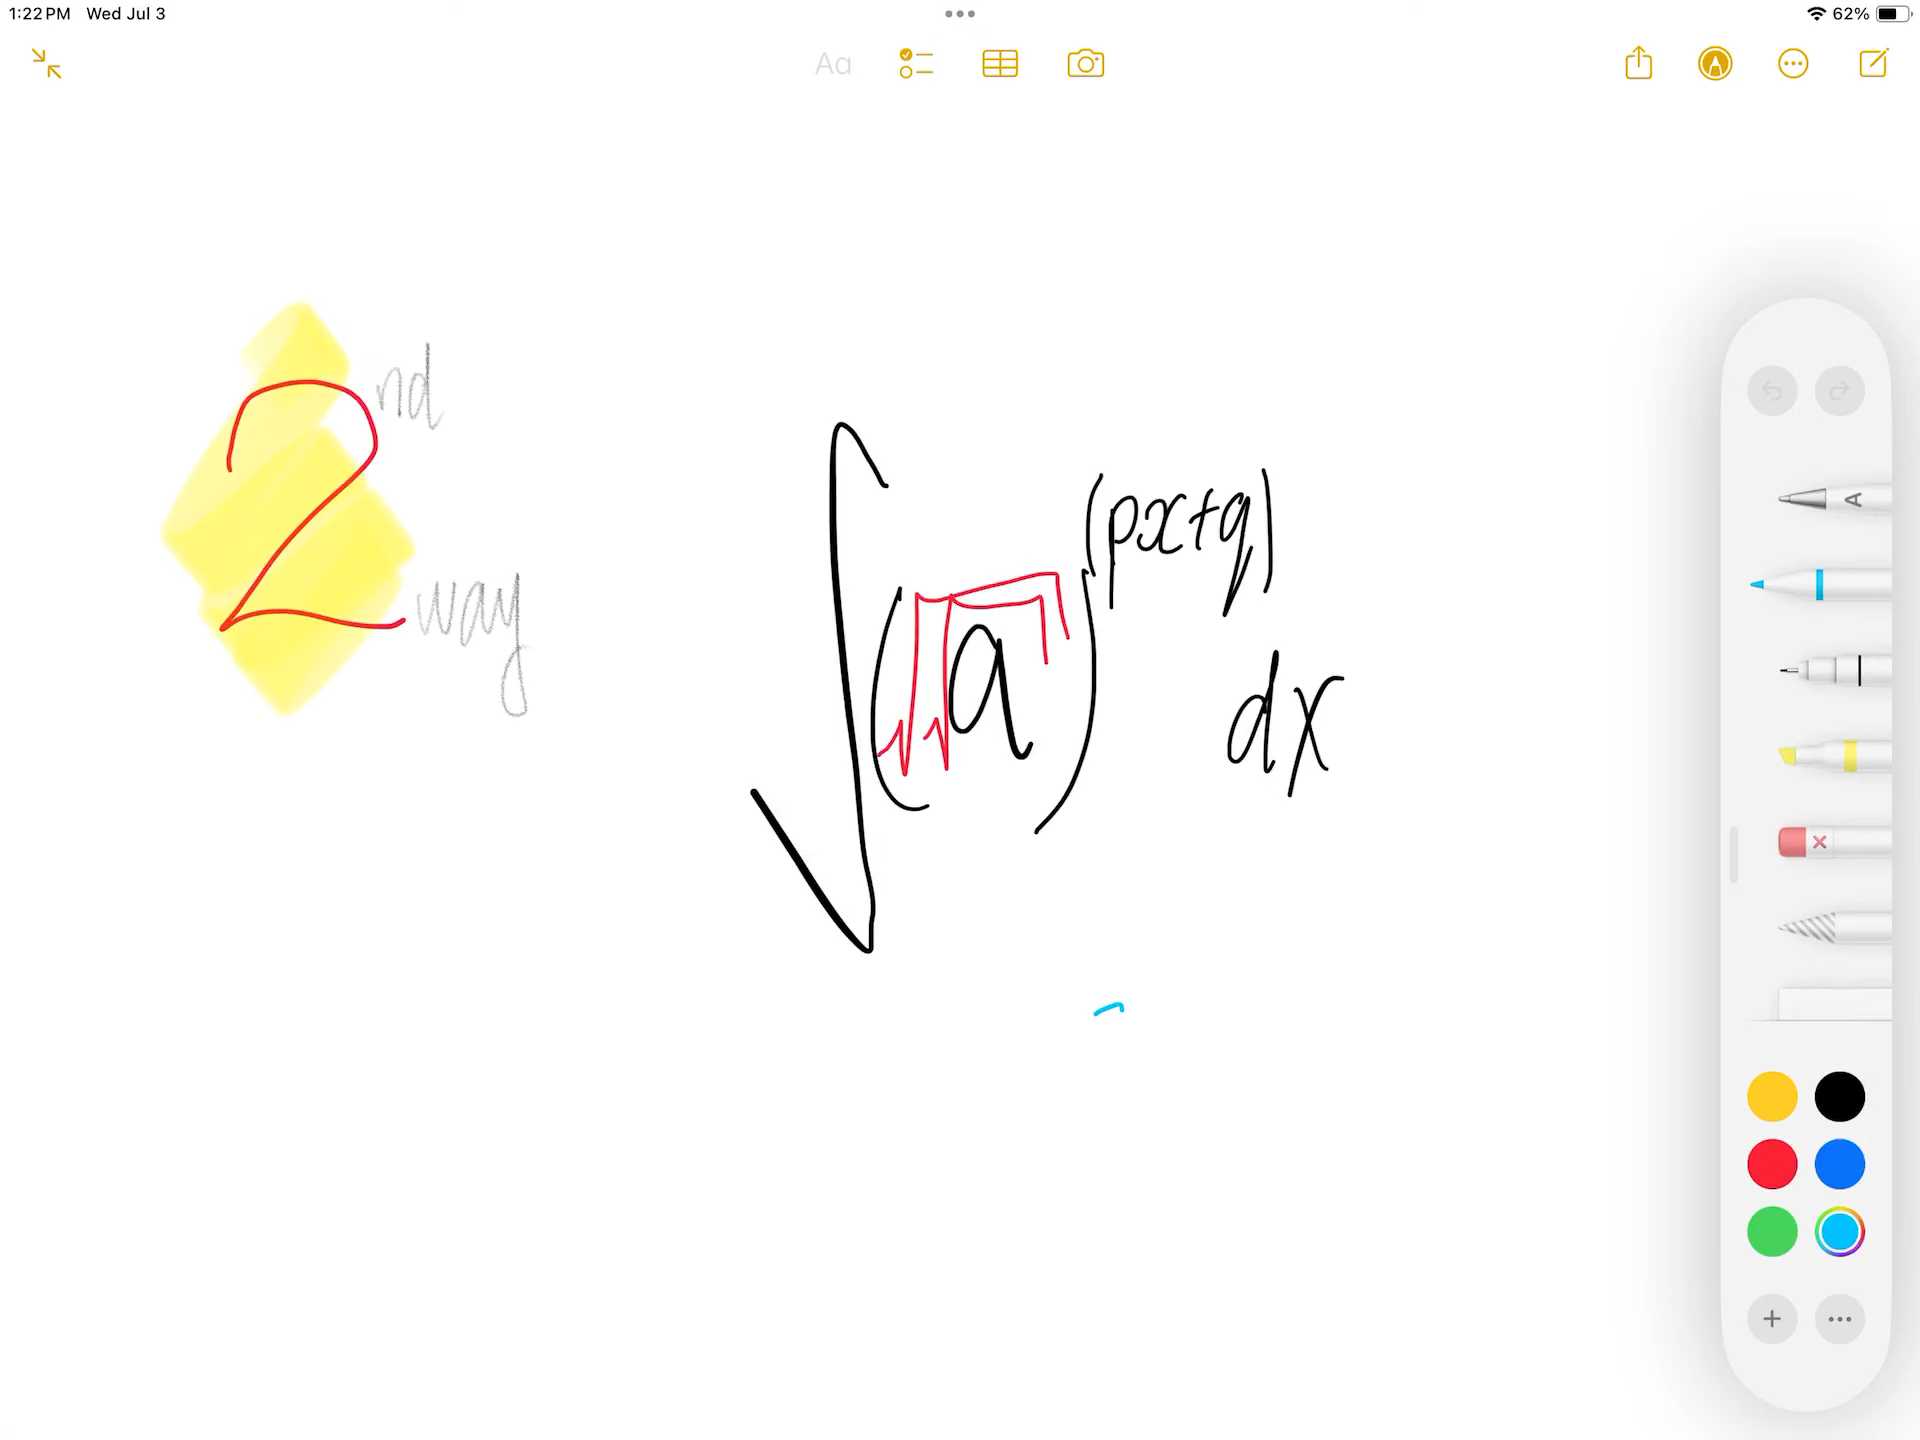 1:22 PM Wed Jul 3
62%
Aa
2nd
way
∫(√√a)^(px+q) dx
A